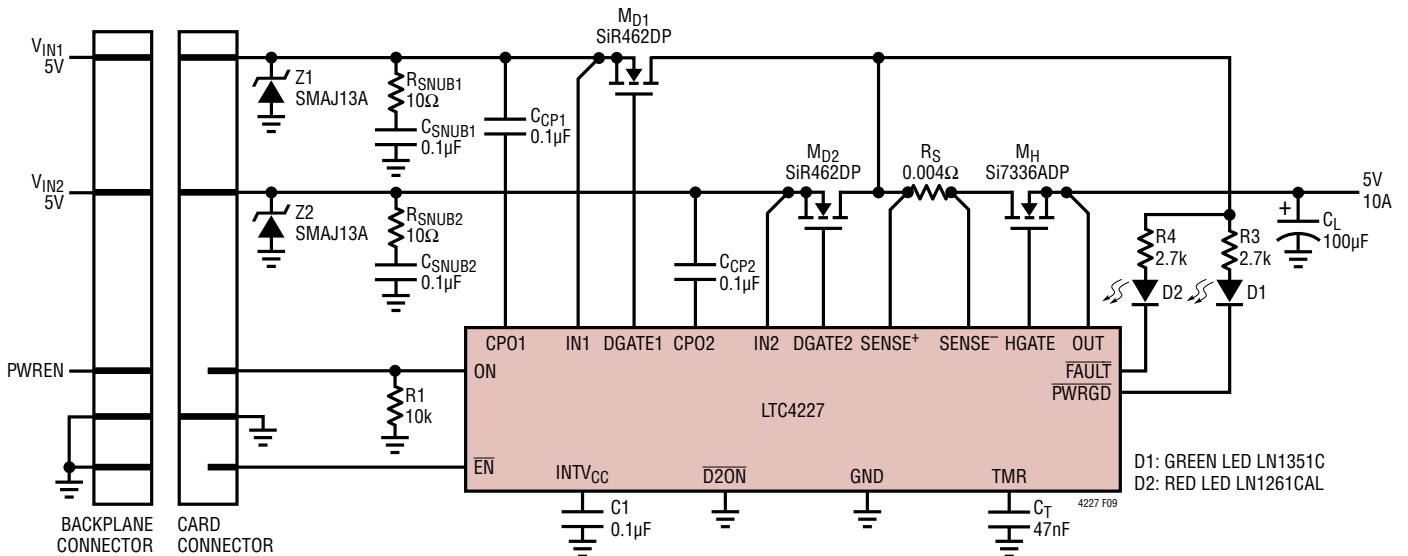 MD1
SiR462DP
VIN1
5V
Z1
SMAJ13A
RSNUB1
10Ω
CSNUB1
0.1µF
CCP1
0.1µF
MD2
SiR462DP
RS
0.004Ω
MH
Si7336ADP
VIN2
5V
5V
10A
Z2
SMAJ13A
RSNUB2
10Ω
CSNUB2
0.1µF
CCP2
0.1µF
+
CL
100µF
R4
2.7k
R3
2.7k
D2
D1
CPO1 IN1 DGATE1 CPO2 IN2 DGATE2 SENSE+ SENSE− HGATE OUT
PWREN
ON
FAULT
PWRGD
R1
10k
LTC4227
EN
INTVCC
D2ON
GND
TMR
D1: GREEN LED LN1351C
D2: RED LED LN1261CAL
4227 F09
C1
0.1µF
CT
47nF
BACKPLANE
CONNECTOR
CARD
CONNECTOR